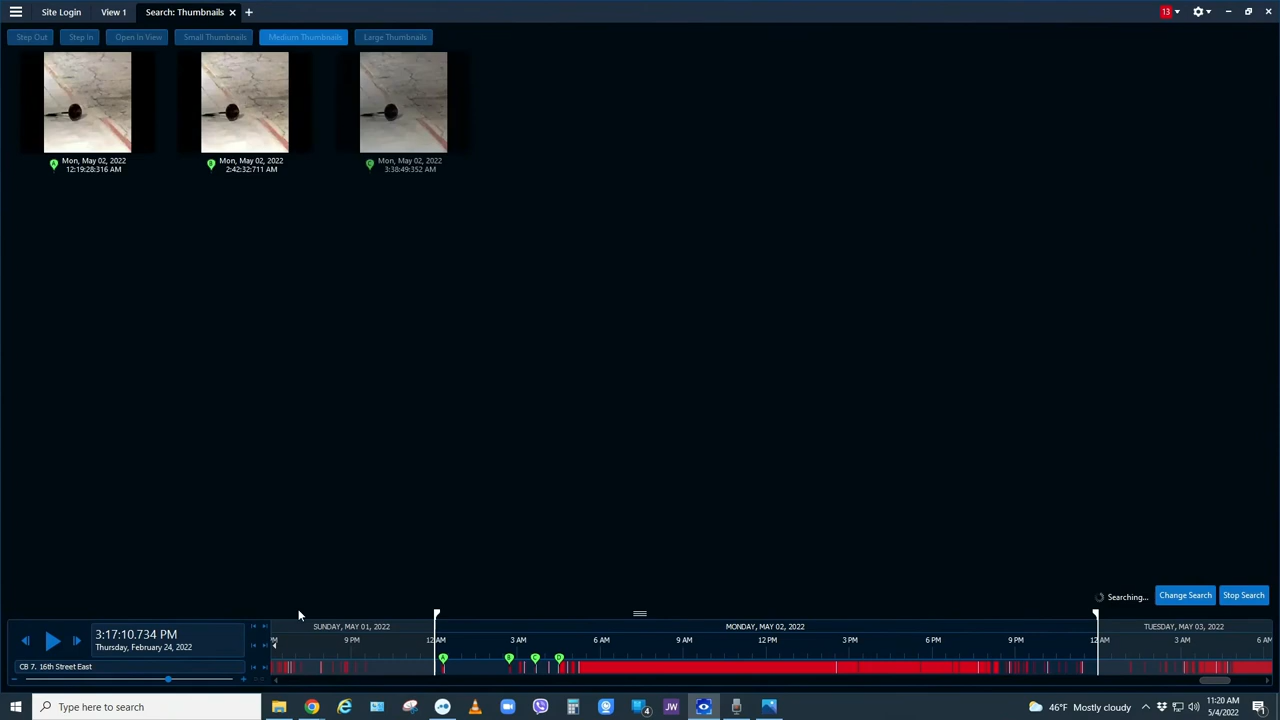 Site Login View 1 Search: Thumbnails 13
Step Out Step In Open In View Small Thumbnails Medium Thumbnails Large Thumbnails
A Mon, May 02, 2022 B Mon, May 02, 2022 C Mon, May 02, 2022
12:19:28:316 AM 2:42:32:711 AM 3:38:49:352 AM
Searching... Change Search Stop Search
3:17:10.734 PM
Thursday, February 24, 2022
SUNDAY, MAY 01, 2022 MONDAY, MAY 02, 2022 TUESDAY, MAY 03, 2022
9 PM 12 AM 3 AM 6 AM 9 AM 12 PM 3 PM 6 PM 9 PM 12 AM 3 AM 6 AM
A B C D
CB 7. 16th Street East
Type here to search 4 JW 46°F Mostly cloudy 11:20 AM
5/4/2022 1